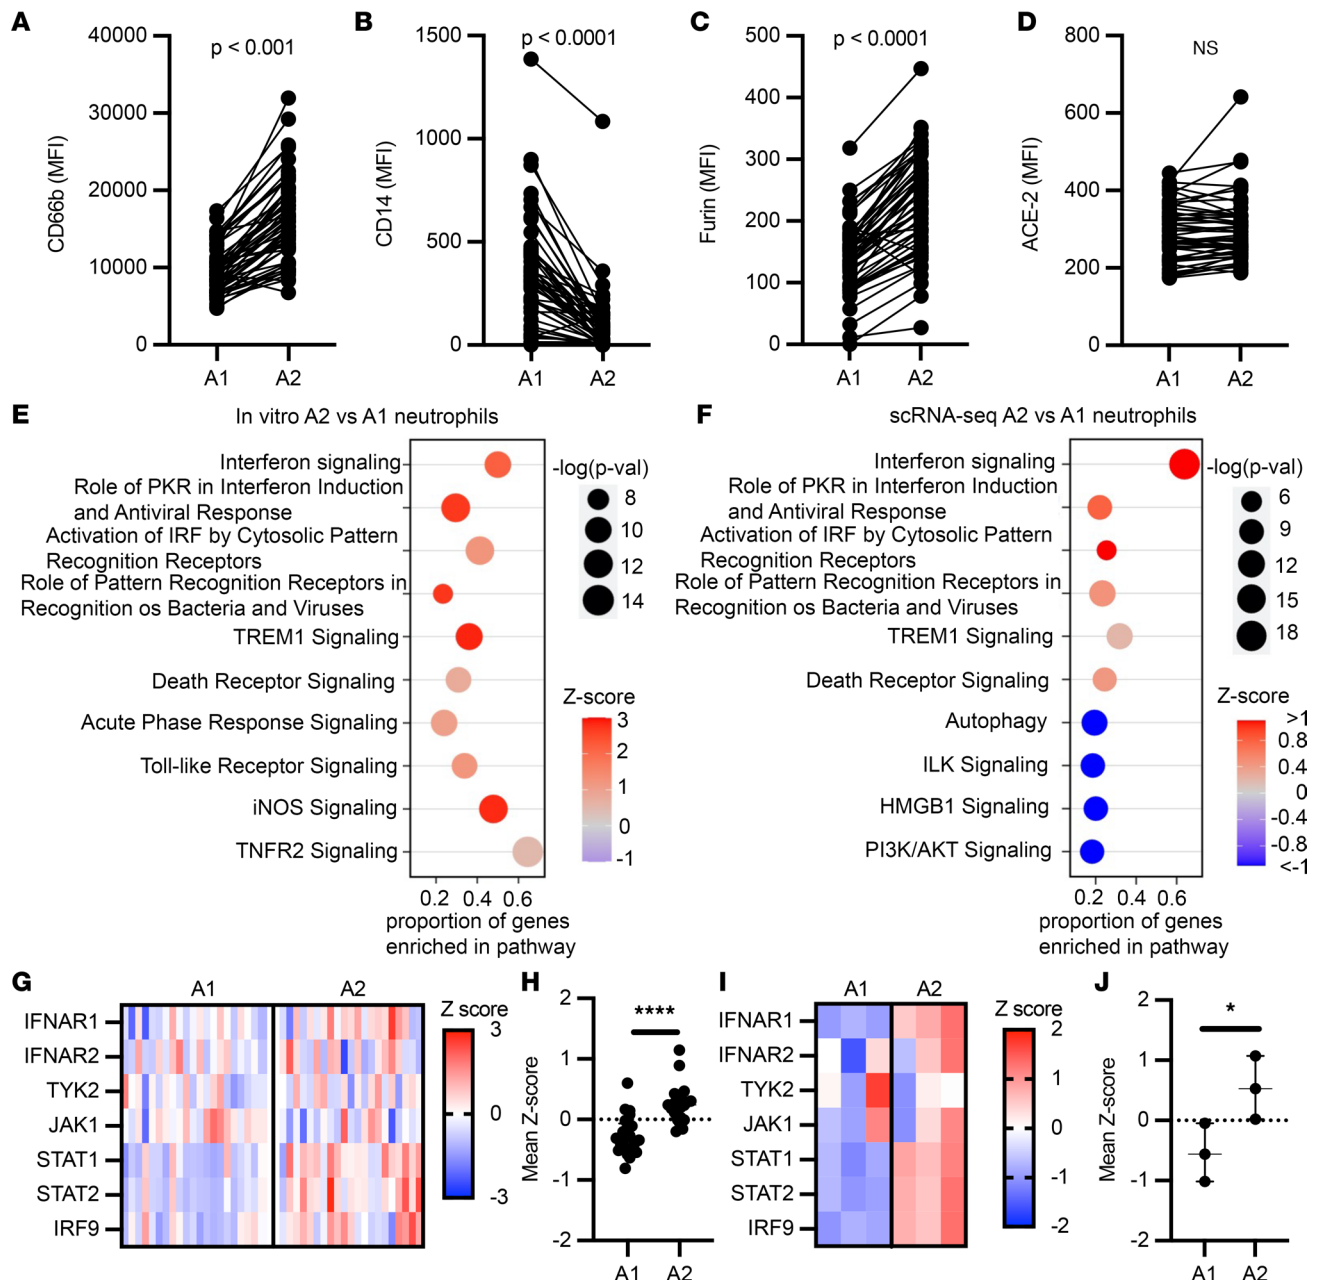 A
40000
30000
20000
10000
0
CD66b (MFI)
p < 0.001
A1
A2
B
1500
1000
500
0
CD14 (MFI)
p < 0.0001
A1
A2
C
500
400
300
200
100
0
Furin (MFI)
p < 0.0001
A1
A2
D
800
600
400
200
0
ACE-2 (MFI)
NS
A1
A2
E
In vitro A2 vs A1 neutrophils
Interferon signaling
Role of PKR in Interferon Induction
and Antiviral Response
Activation of IRF by Cytosolic Pattern
Recognition Receptors
Role of Pattern Recognition Receptors in
Recognition os Bacteria and Viruses
TREM1 Signaling
Death Receptor Signaling
Acute Phase Response Signaling
Toll-like Receptor Signaling
iNOS Signaling
TNFR2 Signaling
0.2 0.4 0.6
proportion of genes
enriched in pathway
-log(p-val)
8
10
12
14
Z-score
3
2
1
0
-1
F
scRNA-seq A2 vs A1 neutrophils
Interferon signaling
Role of PKR in Interferon Induction
and Antiviral Response
Activation of IRF by Cytosolic Pattern
Recognition Receptors
Role of Pattern Recognition Receptors in
Recognition os Bacteria and Viruses
TREM1 Signaling
Death Receptor Signaling
Autophagy
ILK Signaling
HMGB1 Signaling
PI3K/AKT Signaling
0.2 0.4 0.6
proportion of genes
enriched in pathway
-log(p-val)
6
9
12
15
18
Z-score
>1
0.8
0.4
0
-0.4
-0.8
<-1
G
A1
A2
IFNAR1
IFNAR2
TYK2
JAK1
STAT1
STAT2
IRF9
Z score
3
0
-3
H
2
1
0
-1
-2
Mean Z-score
****
A1
A2
I
A1
A2
IFNAR1
IFNAR2
TYK2
JAK1
STAT1
STAT2
IRF9
Z score
2
1
0
-1
-2
J
2
1
0
-1
-2
Mean Z-score
*
A1
A2